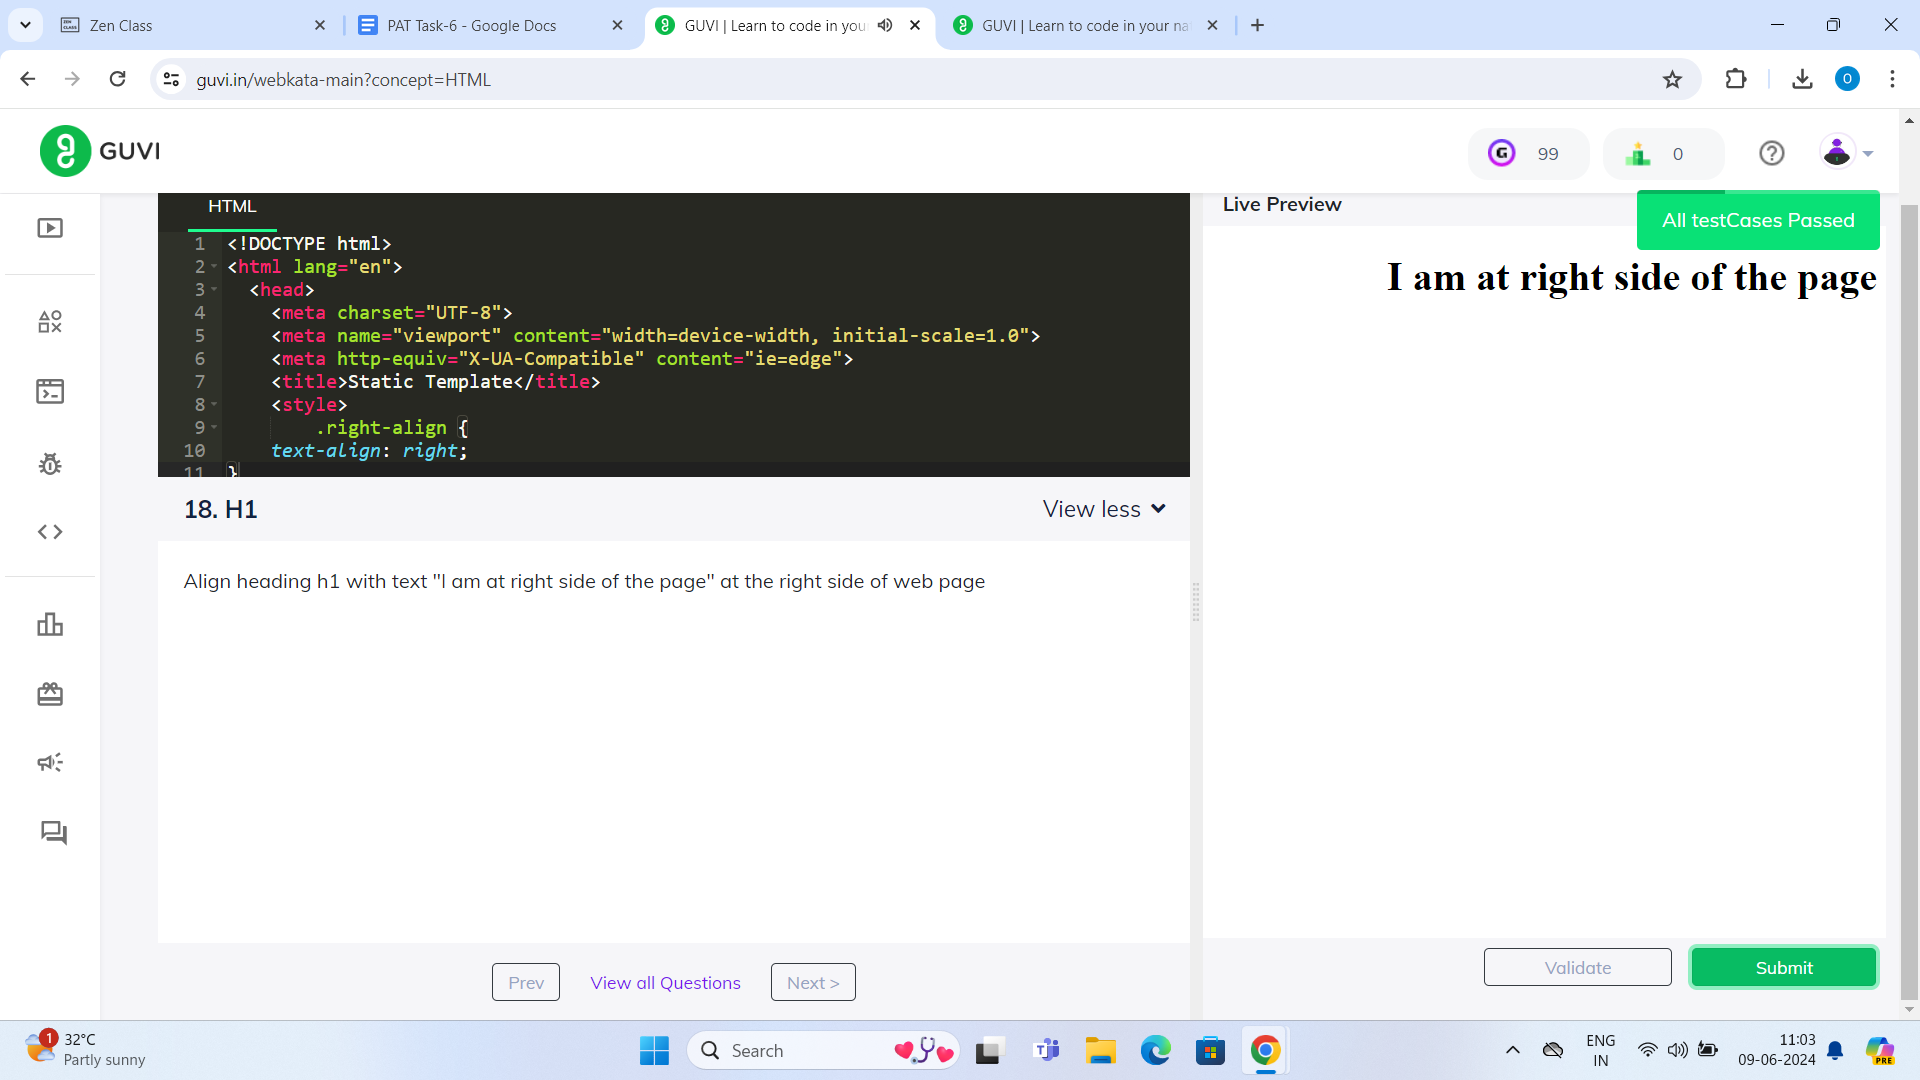 Zen Class
PAT Task-6 - Google Docs
GUVI | Learn to code in you
GUVI | Learn to code in your na
guvi.in/webkata-main?concept=HTML
O
GUVI
G 99
0
HTML
1 <!DOCTYPE html>
2 <html lang="en">
3 <head>
4 <meta charset="UTF-8">
5 <meta name="viewport" content="width=device-width, initial-scale=1.0">
6 <meta http-equiv="X-UA-Compatible" content="ie=edge">
7 <title>Static Template</title>
8 <style>
9 .right-align {
10 text-align: right;
11 }
18. H1
View less
Align heading h1 with text "I am at right side of the page" at the right side of web page
Prev
View all Questions
Next >
Live Preview
All testCases Passed
I am at right side of the page
Validate
Submit
1
32°C
Partly sunny
Search
ENG
IN
11:03
09-06-2024
PRE